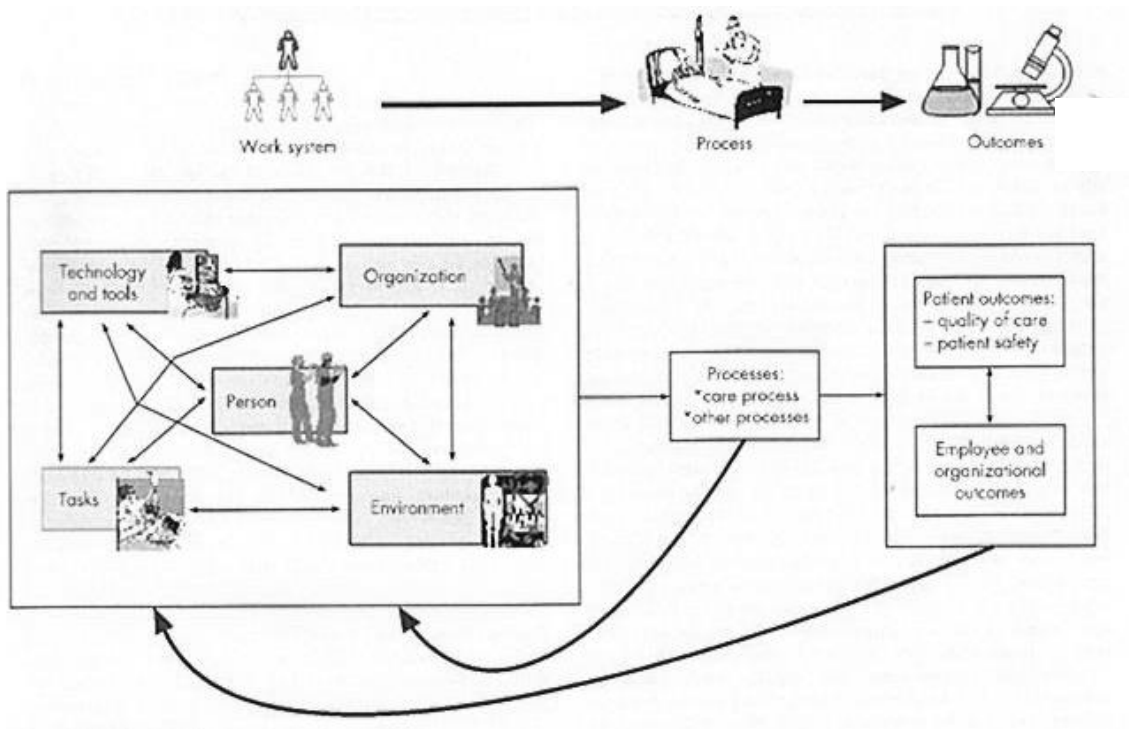 Work system
Process
Outcomes
Technology
and tools
Organization
Person
Tasks
Environment
Processes:
*care process
*other processes
Patient outcomes:
– quality of care
– patient safety
Employee and
organizational
outcomes